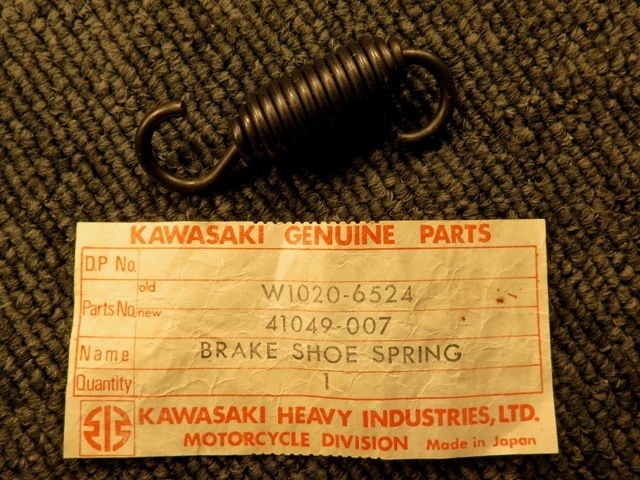 KAWASAKI GENUINE PARTS
D.P No.
old W1020-6524
Parts No. new 41049-007
Name BRAKE SHOE SPRING
Quantity 1
KAWASAKI HEAVY INDUSTRIES, LTD.
MOTORCYCLE DIVISION Made in Japan